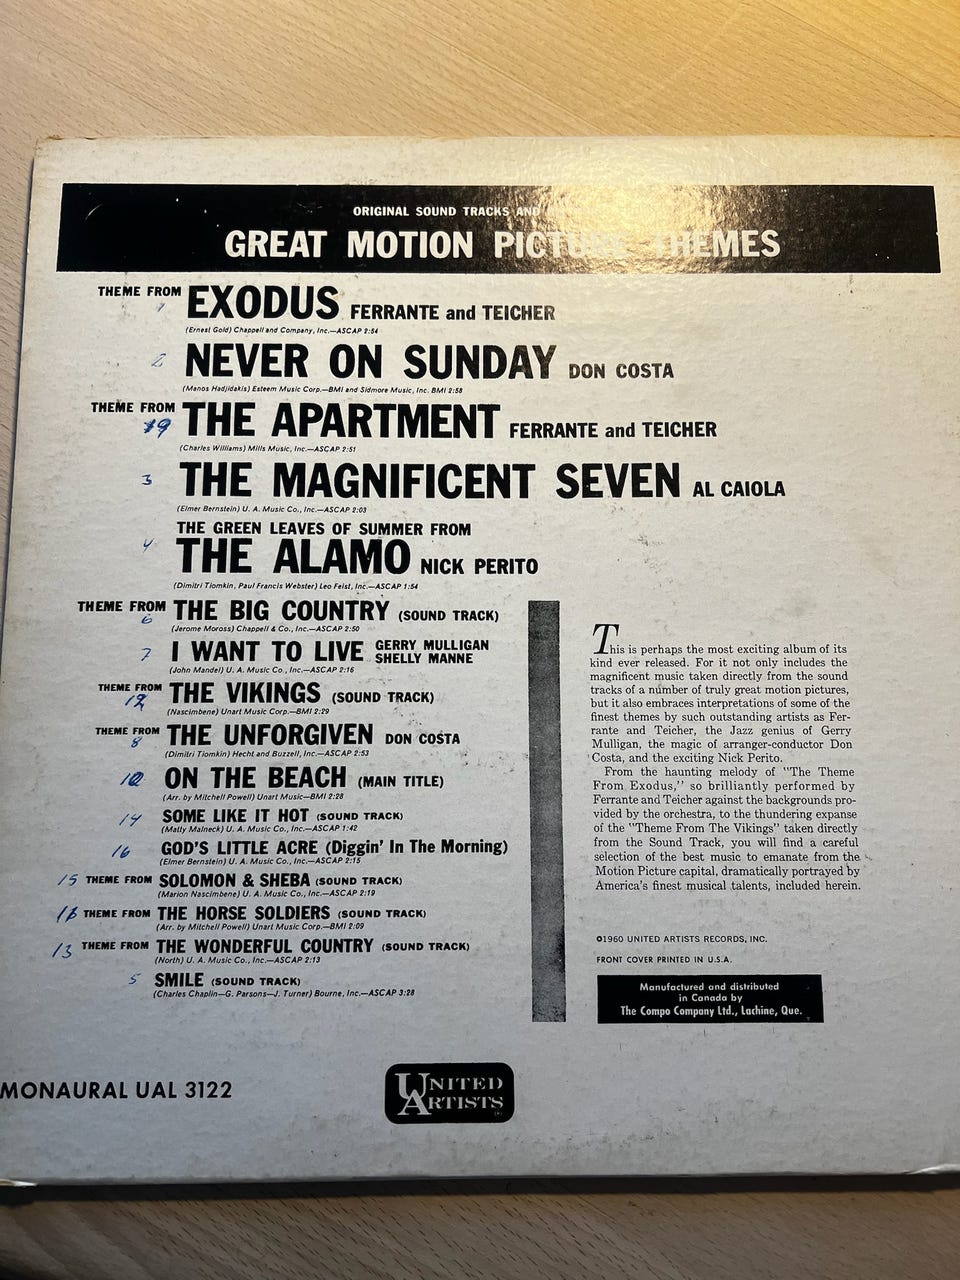 ORIGINAL SOUND TRACKS AND
GREAT MOTION PICTURE THEMES
THEME FROM EXODUS FERRANTE and TEICHER
(Ernest Gold) Chappell and Company, Inc.—ASCAP 2:54
2 NEVER ON SUNDAY DON COSTA
(Manos Hadjidakis) Esteem Music Corp.—BMI and Sidmore Music, Inc. BMI 2:58
THEME FROM THE APARTMENT FERRANTE and TEICHER
9
(Charles Williams) Mills Music, Inc.—ASCAP 2:51
3 THE MAGNIFICENT SEVEN AL CAIOLA
(Elmer Bernstein) U. A. Music Co., Inc.—ASCAP 2:03
THE GREEN LEAVES OF SUMMER FROM
4 THE ALAMO NICK PERITO
(Dimitri Tiomkin, Paul Francis Webster) Leo Feist, Inc.—ASCAP 1:54
THEME FROM THE BIG COUNTRY (SOUND TRACK)
6
(Jerome Moross) Chappell & Co., Inc.—ASCAP 2:50
7 I WANT TO LIVE GERRY MULLIGAN
SHELLY MANNE
(John Mandel) U. A. Music Co., Inc.—ASCAP 2:16
THEME FROM THE VIKINGS (SOUND TRACK)
12
(Nascimbene) Unart Music Corp.—BMI 2:29
THEME FROM THE UNFORGIVEN DON COSTA
8
(Dimitri Tiomkin) Hecht and Buzzell, Inc.—ASCAP 2:53
10 ON THE BEACH (MAIN TITLE)
(Arr. by Mitchell Powell) Unart Music—BMI 2:28
14 SOME LIKE IT HOT (SOUND TRACK)
(Matty Malneck) U. A. Music Co., Inc.—ASCAP 1:42
16 GOD'S LITTLE ACRE (Diggin' In The Morning)
(Elmer Bernstein) U. A. Music Co., Inc.—ASCAP 2:15
15 THEME FROM SOLOMON & SHEBA (SOUND TRACK)
(Marion Nascimbene) U. A. Music Co., Inc.—ASCAP 2:19
THEME FROM THE HORSE SOLDIERS (SOUND TRACK)
(Arr. by Mitchell Powell) Unart Music Corp.—BMI 2:09
13 THEME FROM THE WONDERFUL COUNTRY (SOUND TRACK)
(North) U. A. Music Co., Inc.—ASCAP 2:13
5 SMILE (SOUND TRACK)
(Charles Chaplin—G. Parsons—J. Turner) Bourne, Inc.—ASCAP 3:28
This is perhaps the most exciting album of its
kind ever released. For it not only includes the
magnificent music taken directly from the sound
tracks of a number of truly great motion pictures,
but it also embraces interpretations of some of the
finest themes by such outstanding artists as Fer-
rante and Teicher, the Jazz genius of Gerry
Mulligan, the magic of arranger-conductor Don
Costa, and the exciting Nick Perito.
From the haunting melody of "The Theme
From Exodus," so brilliantly performed by
Ferrante and Teicher against the backgrounds pro-
vided by the orchestra, to the thundering expanse
of the "Theme From The Vikings" taken directly
from the Sound Track, you will find a careful
selection of the best music to emanate from the
Motion Picture capital, dramatically portrayed by
America's finest musical talents, included herein.
©1960 UNITED ARTISTS RECORDS, INC.
FRONT COVER PRINTED IN U.S.A.
Manufactured and distributed
in Canada by
The Compo Company Ltd., Lachine, Que.
MONAURAL UAL 3122
UNITED
ARTISTS